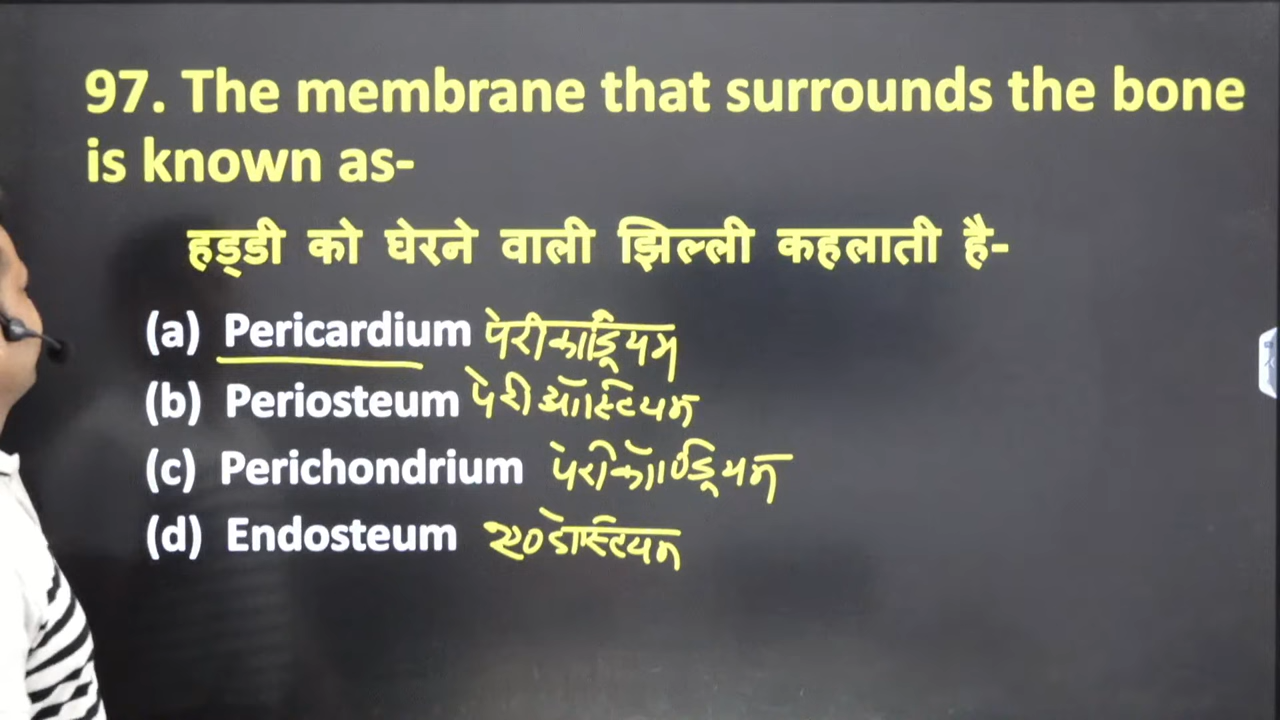 97. The membrane that surrounds the bone
is known as-
हड्डी को घेरने वाली झिल्ली कहलाती है-
(a) Pericardium पेरीकार्डियम
(b) Periosteum पेरीऑस्टियम
(c) Perichondrium पेरीकॉण्ड्रियम
(d) Endosteum एण्डोस्टियम